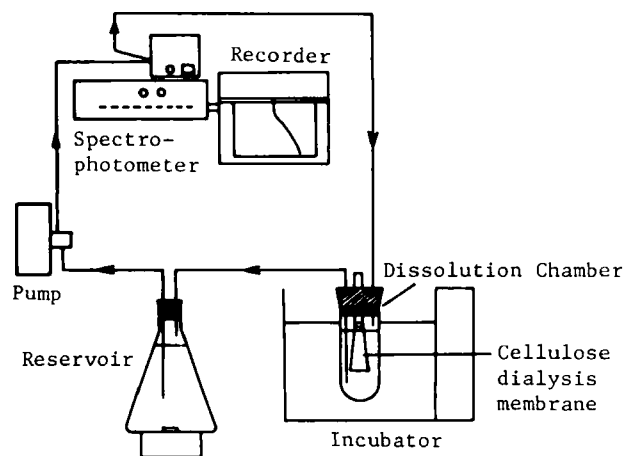 Recorder
Spectro-
photometer
Pump
Dissolution Chamber
Reservoir
Cellulose
dialysis
membrane
Incubator